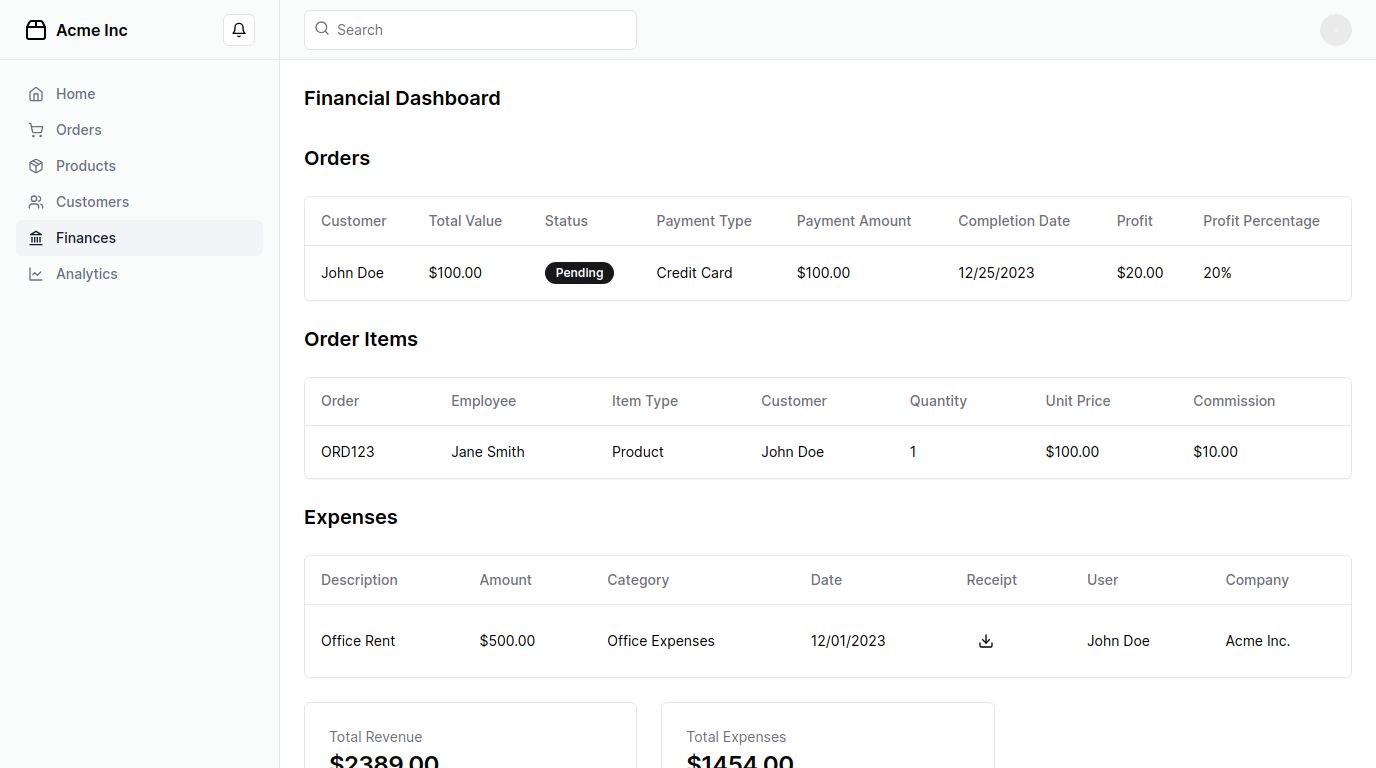 Acme Inc
Search
Home
Orders
Products
Customers
Finances
Analytics
Financial Dashboard
Orders
Customer Total Value Status Payment Type Payment Amount Completion Date Profit Profit Percentage
John Doe $100.00 Pending Credit Card $100.00 12/25/2023 $20.00 20%
Order Items
Order Employee Item Type Customer Quantity Unit Price Commission
ORD123 Jane Smith Product John Doe 1 $100.00 $10.00
Expenses
Description Amount Category Date Receipt User Company
Office Rent $500.00 Office Expenses 12/01/2023 John Doe Acme Inc.
Total Revenue Total Expenses
$2389.00 $1454.00